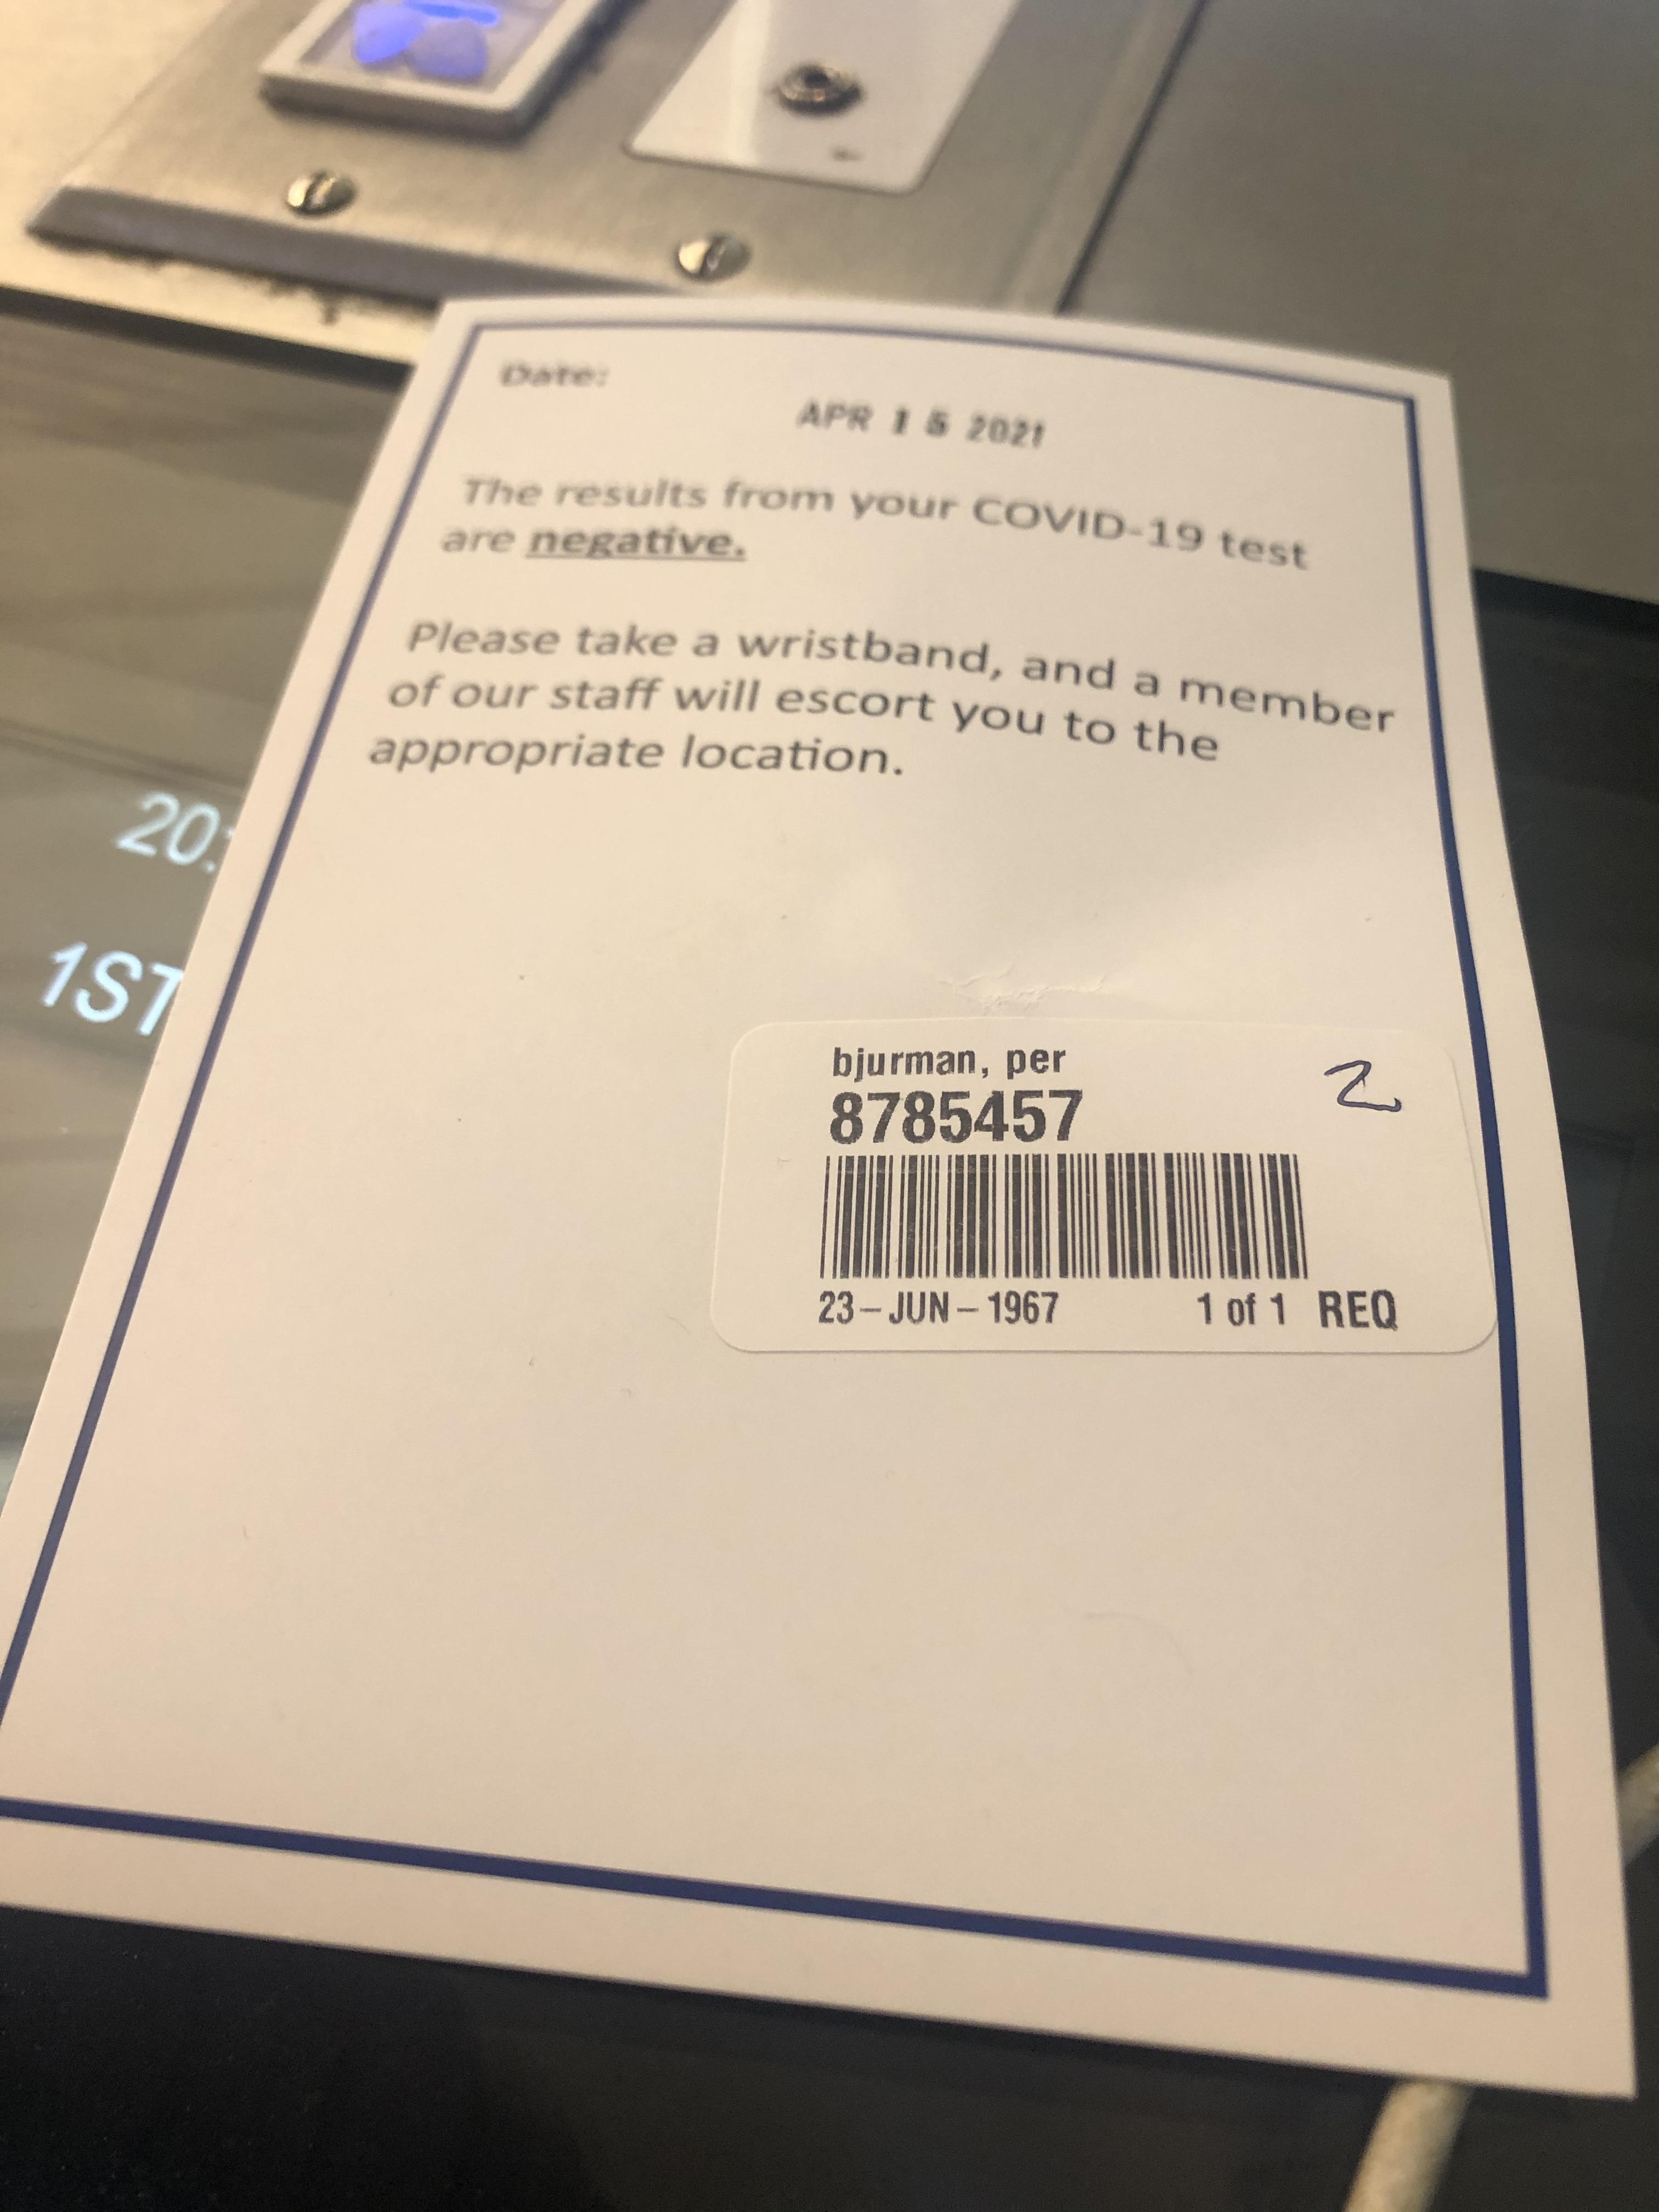 Date:
APR 15 2021
The results from your COVID-19 test
are negative.
Please take a wristband, and a member
of our staff will escort you to the
appropriate location.
20:
1ST
bjurman, per
2
8785457
23-JUN-1967 1 of 1 REQ